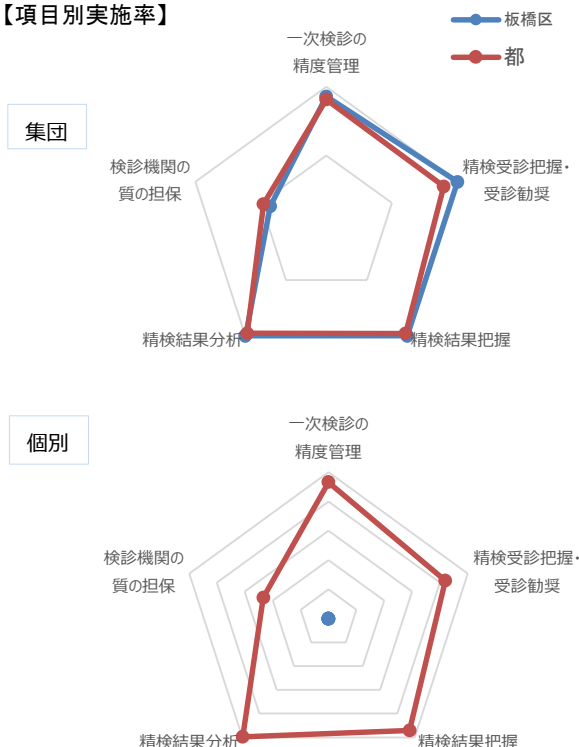 【項目別実施率】
板橋区
都
集団
一次検診の
精度管理
精検受診把握・
受診勧奨
精検結果把握
精検結果分析
検診機関の
質の担保
個別
一次検診の
精度管理
精検受診把握・
受診勧奨
精検結果把握
精検結果分析
検診機関の
質の担保